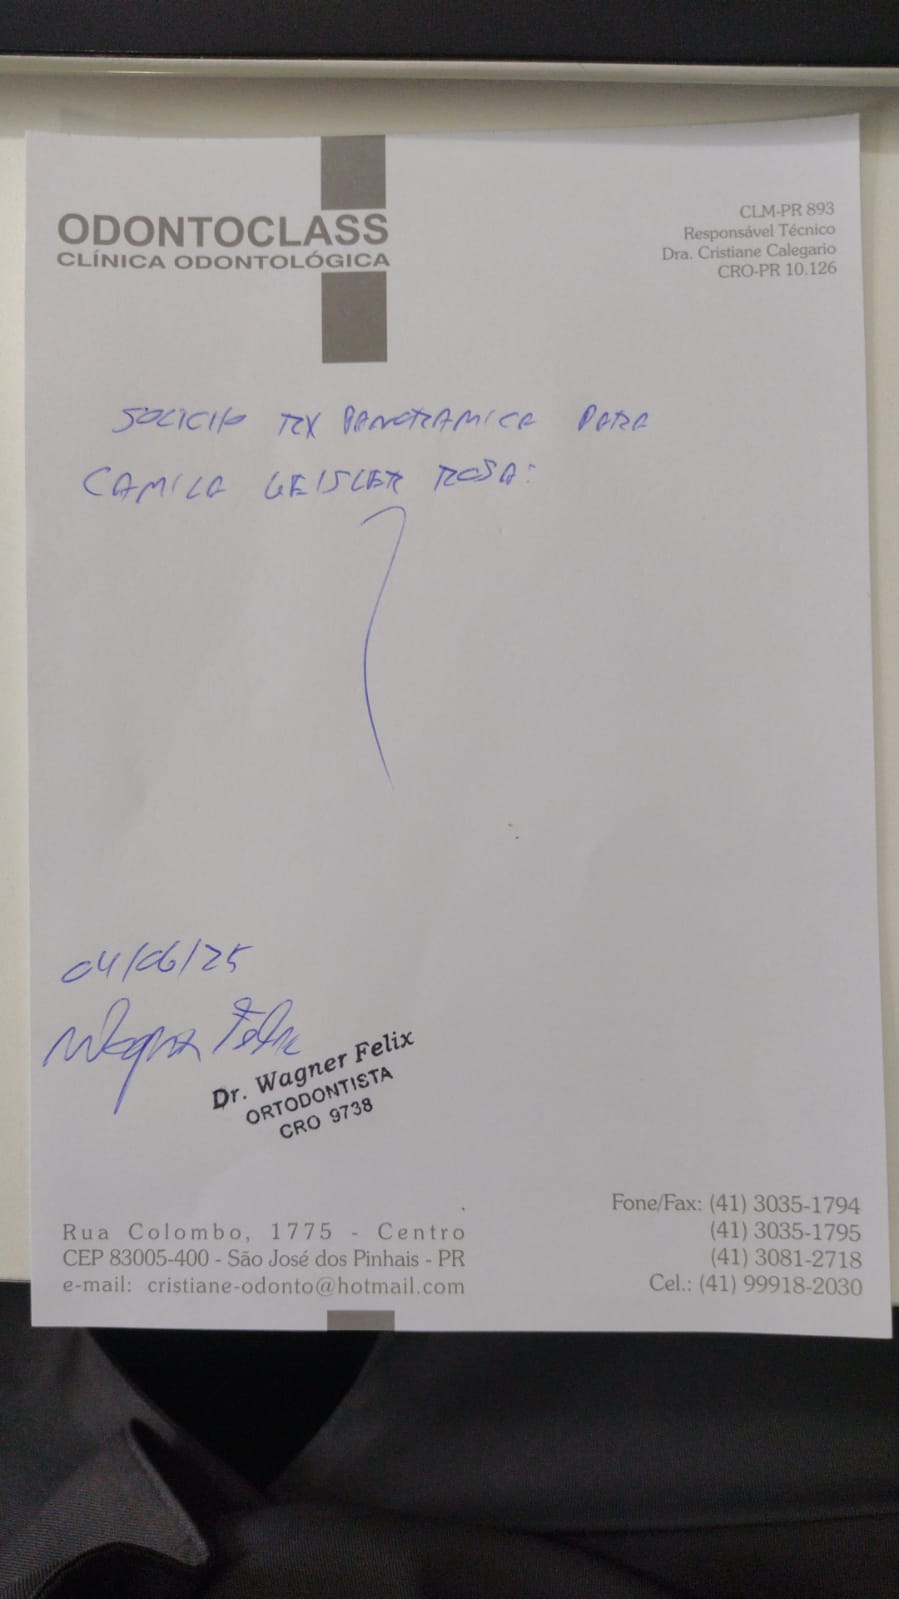 ODONTOCLASS
CLÍNICA ODONTOLÓGICA
CLM-PR 893
Responsável Técnico
Dra. Cristiane Calegario
CRO-PR 10.126
SOLICITO RX PANORAMICA PARA
CAMILA GEISLER ROSA:
04/06/25
Wagner Felix
Dr. Wagner Felix
ORTODONTISTA
CRO 9738
Rua Colombo, 1775 - Centro
CEP 83005-400 - São José dos Pinhais - PR
e-mail: cristiane-odonto@hotmail.com
Fone/Fax: (41) 3035-1794
(41) 3035-1795
(41) 3081-2718
Cel.: (41) 99918-2030